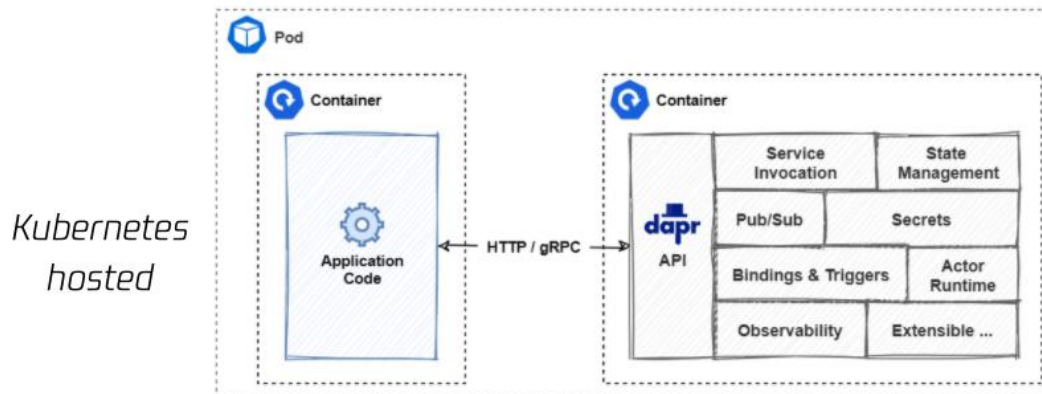 Pod
Container
Container
Kubernetes
hosted
Application
Code
HTTP / gRPC
dapr
API
Service
Invocation
State
Management
Pub/Sub
Secrets
Bindings & Triggers
Actor
Runtime
Observability
Extensible ...